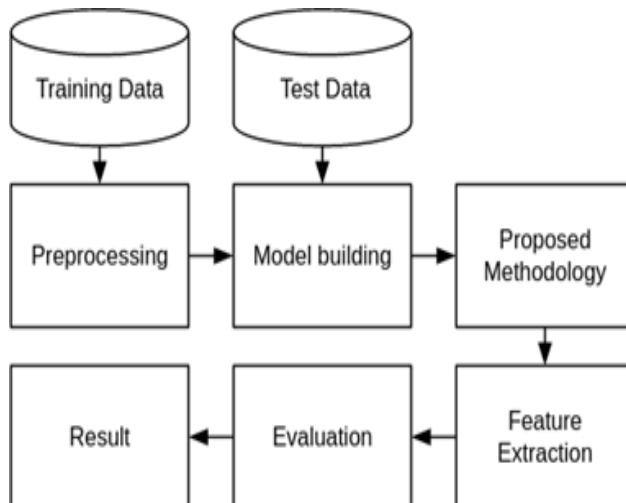 Training Data
Test Data
Preprocessing
Model building
Proposed
Methodology
Result
Evaluation
Feature
Extraction